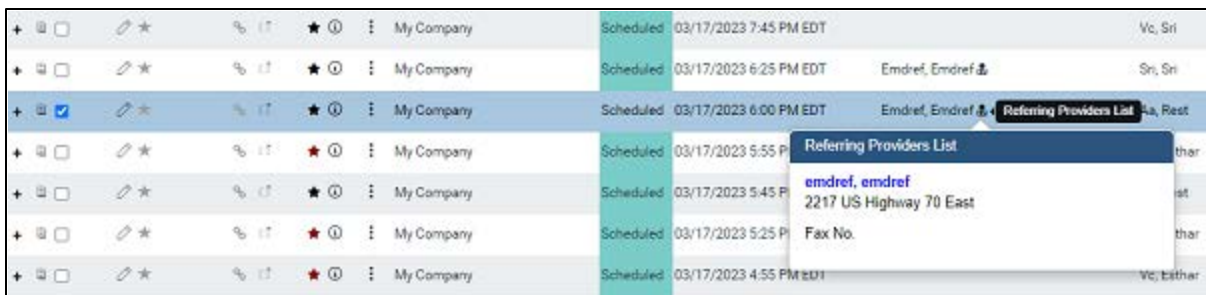 My Company Scheduled 03/17/2023 7:45 PM EDT Vc, Sri
My Company Scheduled 03/17/2023 6:25 PM EDT Emdref, Emdref Sri, Sri
My Company Scheduled 03/17/2023 6:00 PM EDT Emdref, Emdref Referring Providers List Aa, Rest
My Company Scheduled 03/17/2023 5:55 P thar
Referring Providers List
My Company Scheduled 03/17/2023 5:45 P st
emdref, emdref
2217 US Highway 70 East
My Company Scheduled 03/17/2023 5:25 P thar
Fax No.
My Company Scheduled 03/17/2023 4:55 PM EDT Vc, Esthar